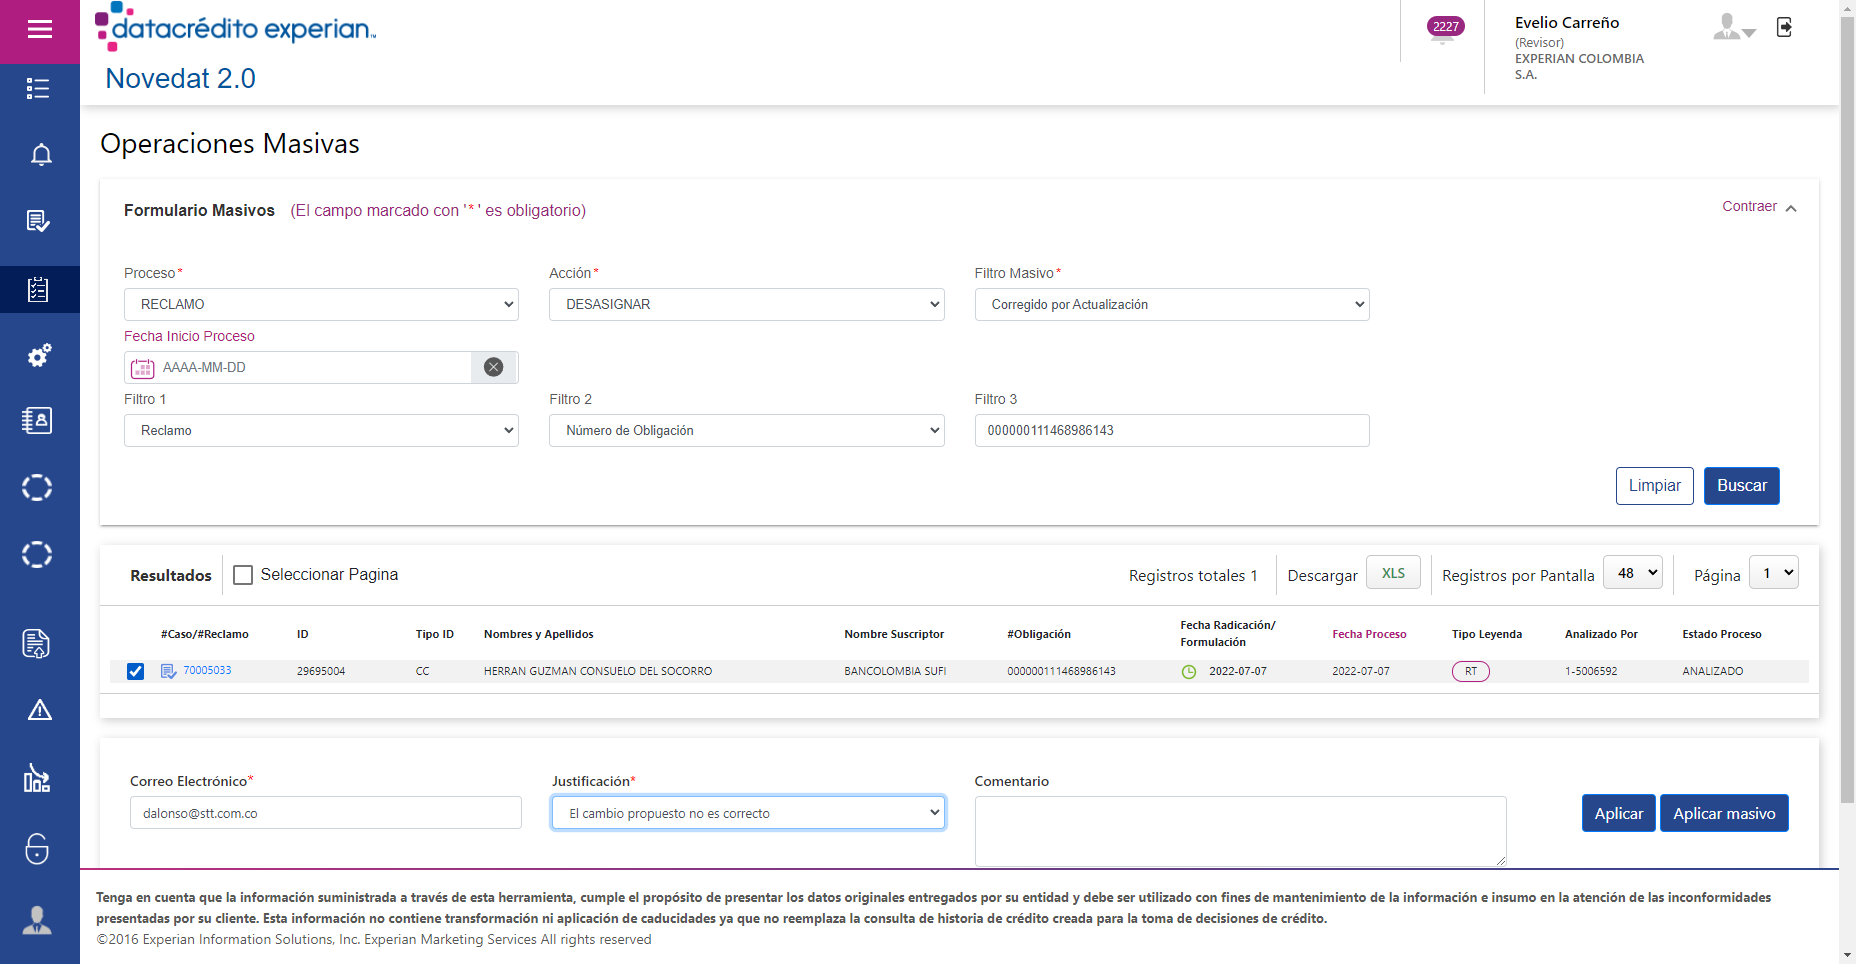 datacrédito experian™
Novedat 2.0
2227
Evelio Carreño
(Revisor)
EXPERIAN COLOMBIA
S.A.
Operaciones Masivas
Formulario Masivos (El campo marcado con '*' es obligatorio)
Contraer
Proceso* Acción* Filtro Masivo*
RECLAMO DESASIGNAR Corregido por Actualización
Fecha Inicio Proceso
AAAA-MM-DD
Filtro 1 Filtro 2 Filtro 3
Reclamo Número de Obligación 000000111468986143
Limpiar Buscar
Resultados Seleccionar Pagina Registros totales 1 Descargar XLS Registros por Pantalla 48 Página 1
#Caso/#Reclamo ID Tipo ID Nombres y Apellidos Nombre Suscriptor #Obligación Fecha Radicación/
Formulación Fecha Proceso Tipo Leyenda Analizado Por Estado Proceso
70005033 29695004 CC HERRAN GUZMAN CONSUELO DEL SOCORRO BANCOLOMBIA SUFI 000000111468986143 2022-07-07 2022-07-07 RT 1-5006592 ANALIZADO
Correo Electrónico* Justificación* Comentario
dalonso@stt.com.co El cambio propuesto no es correcto
Aplicar Aplicar masivo
Tenga en cuenta que la información suministrada a través de esta herramienta, cumple el propósito de presentar los datos originales entregados por su entidad y debe ser utilizado con fines de mantenimiento de la información e insumo en la atención de las inconformidades
presentadas por su cliente. Esta información no contiene transformación ni aplicación de caducidades ya que no reemplaza la consulta de historia de crédito creada para la toma de decisiones de crédito.
©2016 Experian Information Solutions, Inc. Experian Marketing Services All rights reserved